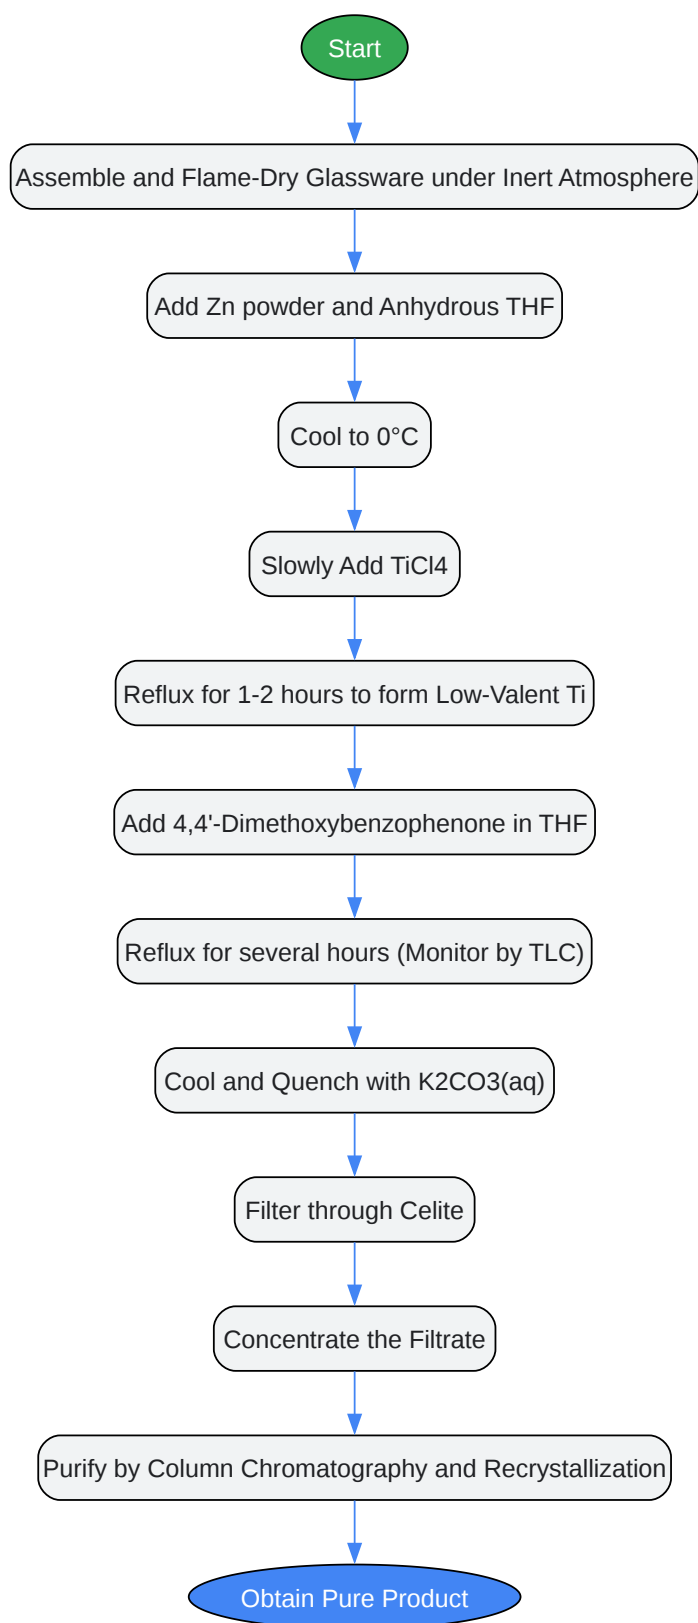 Start
Assemble and Flame-Dry Glassware under Inert Atmosphere
Add Zn powder and Anhydrous THF
Cool to 0°C
Slowly Add TiCl4
Reflux for 1-2 hours to form Low-Valent Ti
Add 4,4'-Dimethoxybenzophenone in THF
Reflux for several hours (Monitor by TLC)
Cool and Quench with K2CO3(aq)
Filter through Celite
Concentrate the Filtrate
Purify by Column Chromatography and Recrystallization
Obtain Pure Product